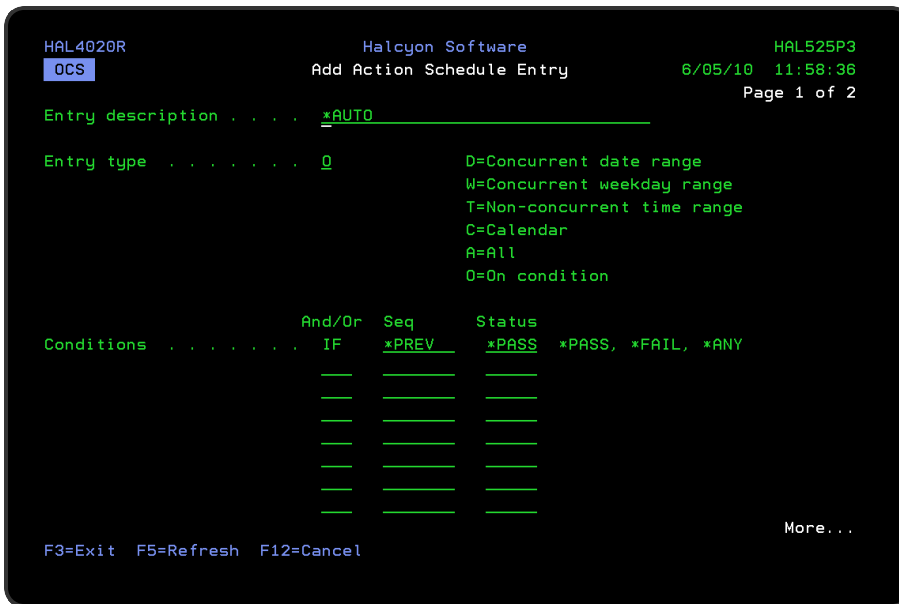 HAL4020R Halcyon Software HAL525P3
OCS Add Action Schedule Entry 6/05/10 11:58:36
Page 1 of 2
Entry description . . . . *AUTO
Entry type . . . . . . . O D=Concurrent date range
W=Concurrent weekday range
T=Non-concurrent time range
C=Calendar
A=All
O=On condition
And/Or Seq Status
Conditions . . . . . . . IF *PREV *PASS *PASS, *FAIL, *ANY
More...
F3=Exit F5=Refresh F12=Cancel